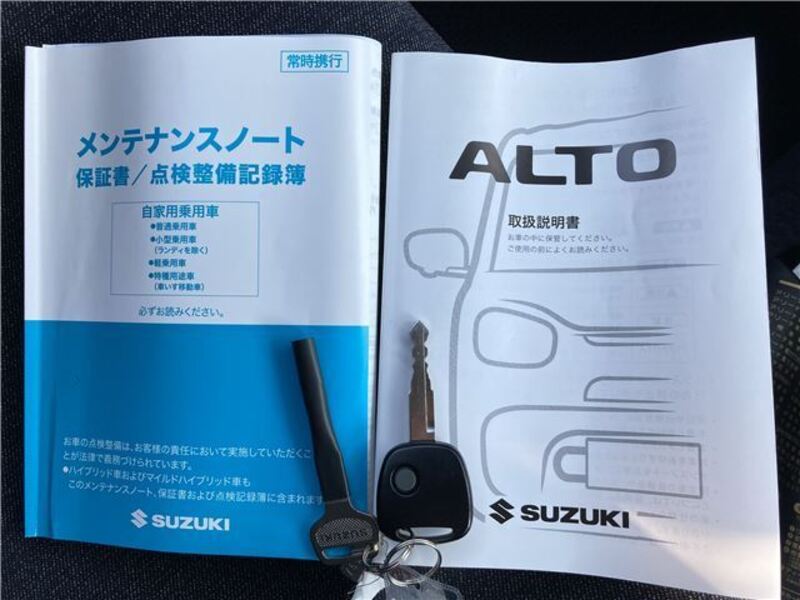 常時携行
メンテナンスノート
保証書/点検整備記録簿
自家用乗用車
●普通乗用車
●小型乗用車
(ランディを除く)
●軽乗用車
●特種用途車
(車いす移動車)
必ずお読みください。
お車の点検整備は、お客様の責任において実施していただくこ
とが法律で義務づけられています。
●ハイブリッド車およびマイルドハイブリッド車も
このメンテナンスノート、保証書および点検記録簿に含まれます
SUZUKI
ALTO
取扱説明書
お車の中に保管してください。
ご使用の前によくお読みください。
SUZUKI
SUZUKI